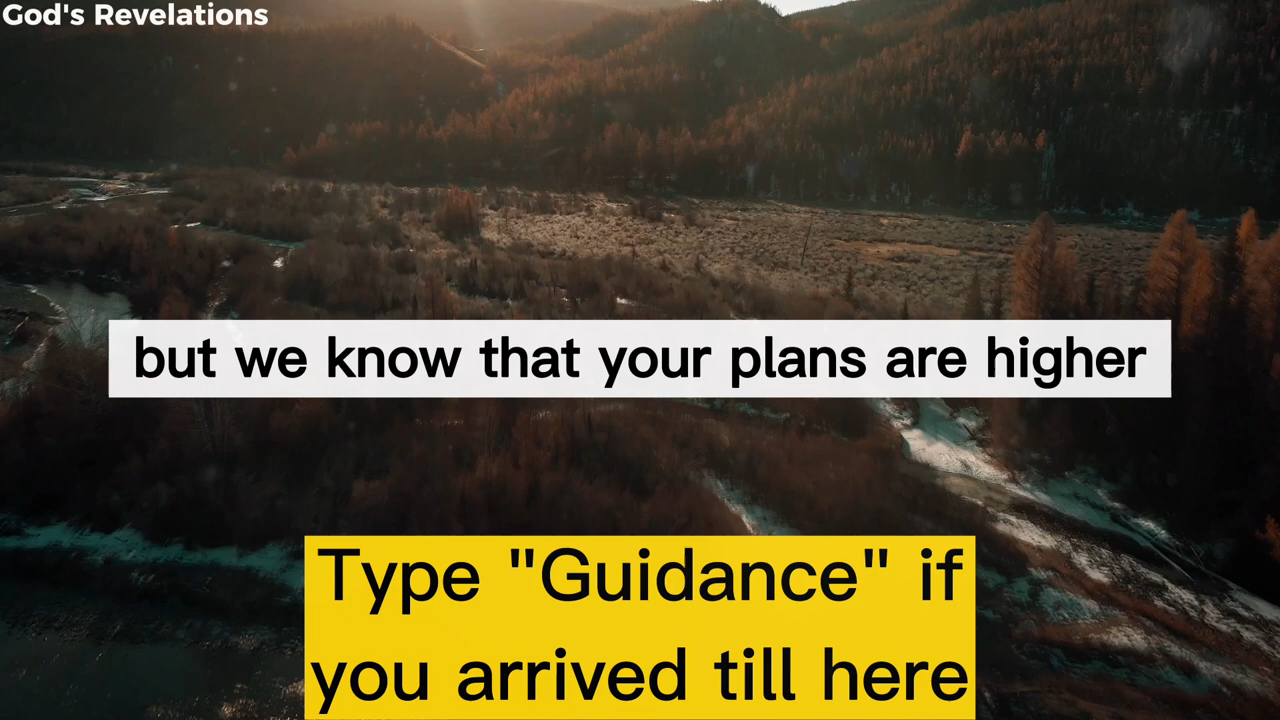 God's Revelations
but we know that your plans are higher
Type "Guidance" if
you arrived till here